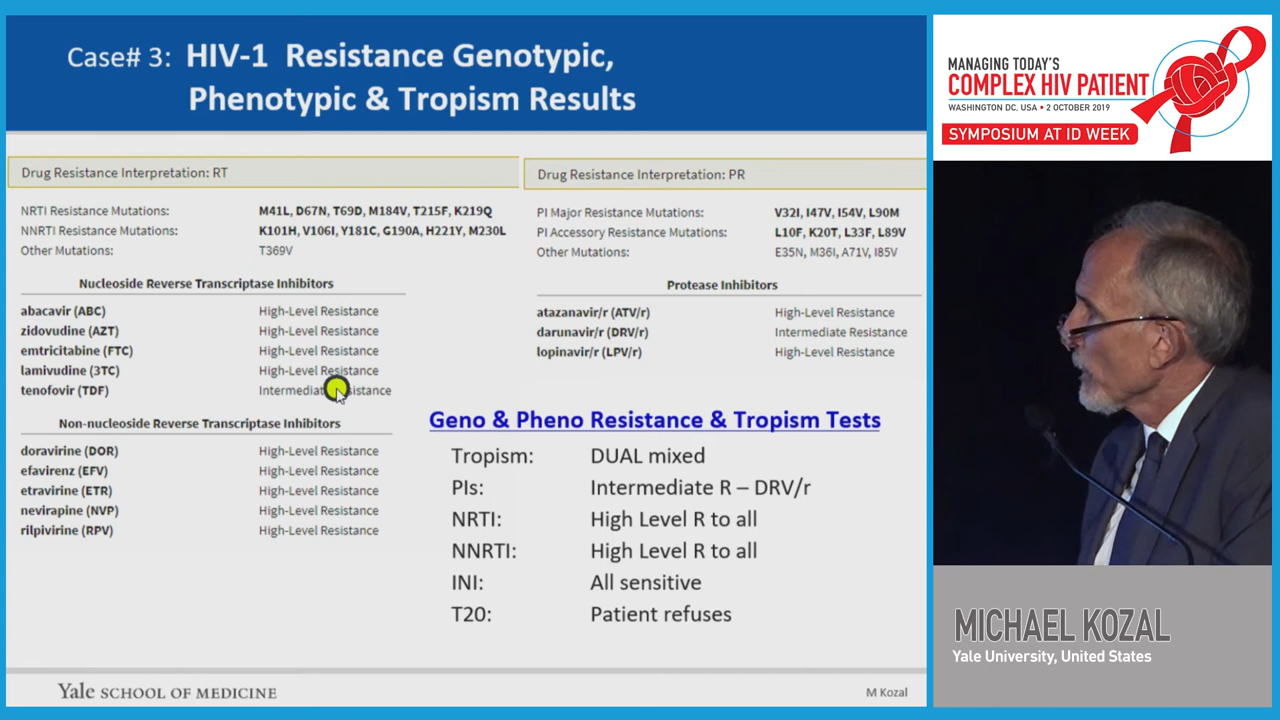 Case# 3: HIV-1 Resistance Genotypic,
Phenotypic & Tropism Results
Drug Resistance Interpretation: RT
NRTI Resistance Mutations: M41L, D67N, T69D, M184V, T215F, K219Q
NNRTI Resistance Mutations: K101H, V106I, Y181C, G190A, H221Y, M230L
Other Mutations: T369V
Nucleoside Reverse Transcriptase Inhibitors
abacavir (ABC) High-Level Resistance
zidovudine (AZT) High-Level Resistance
emtricitabine (FTC) High-Level Resistance
lamivudine (3TC) High-Level Resistance
tenofovir (TDF)
Non-nucleoside Reverse Transcriptase Inhibitors
doravirine (DOR) High-Level Resistance
efavirenz (EFV) High-Level Resistance
etravirine (ETR) High-Level Resistance
nevirapine (NVP) High-Level Resistance
rilpivirine (RPV) High-Level Resistance
Drug Resistance Interpretation: PR
PI Major Resistance Mutations: V32I, I47V, I54V, L90M
PI Accessory Resistance Mutations: L10F, K20T, L33F, L89V
Other Mutations: E35N, M36I, A71V, I85V
Protease Inhibitors
atazanavir/r (ATV/r) High-Level Resistance
darunavir/r (DRV/r) Intermediate Resistance
lopinavir/r (LPV/r) High-Level Resistance
Geno & Pheno Resistance & Tropism Tests
Tropism: DUAL mixed
PIs: Intermediate R – DRV/r
NRTI: High Level R to all
NNRTI: High Level R to all
INI: All sensitive
T20: Patient refuses
Yale SCHOOL OF MEDICINE
M Kozal
MANAGING TODAY'S
COMPLEX HIV PATIENT
WASHINGTON DC, USA • 2 OCTOBER 2019
SYMPOSIUM AT ID WEEK
MICHAEL KOZAL
Yale University, United States